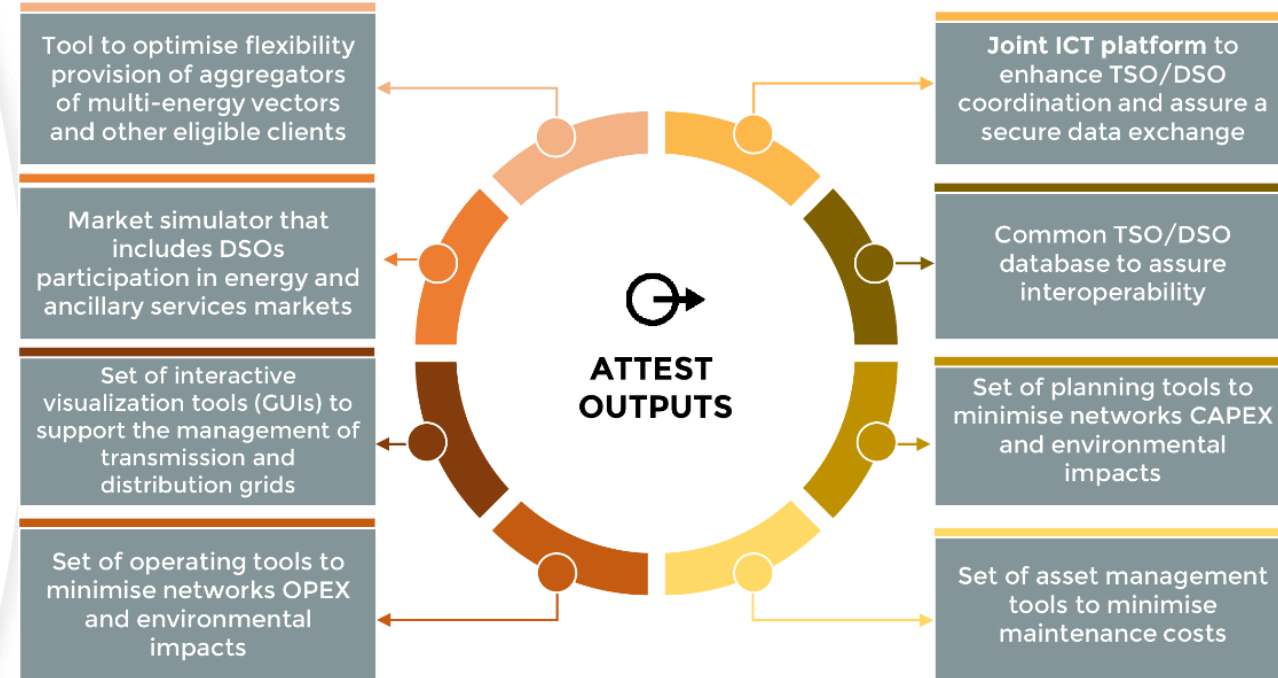 Tool to optimise flexibility
provision of aggregators
of multi-energy vectors
and other eligible clients
Market simulator that
includes DSOs
participation in energy and
ancillary services markets
Set of interactive
visualization tools (GUIs) to
support the management of
transmission and
distribution grids
Set of operating tools to
minimise networks OPEX
and environmental
impacts
ATTEST
OUTPUTS
Joint ICT platform to
enhance TSO/DSO
coordination and assure a
secure data exchange
Common TSO/DSO
database to assure
interoperability
Set of planning tools to
minimise networks CAPEX
and environmental
impacts
Set of asset management
tools to minimise
maintenance costs